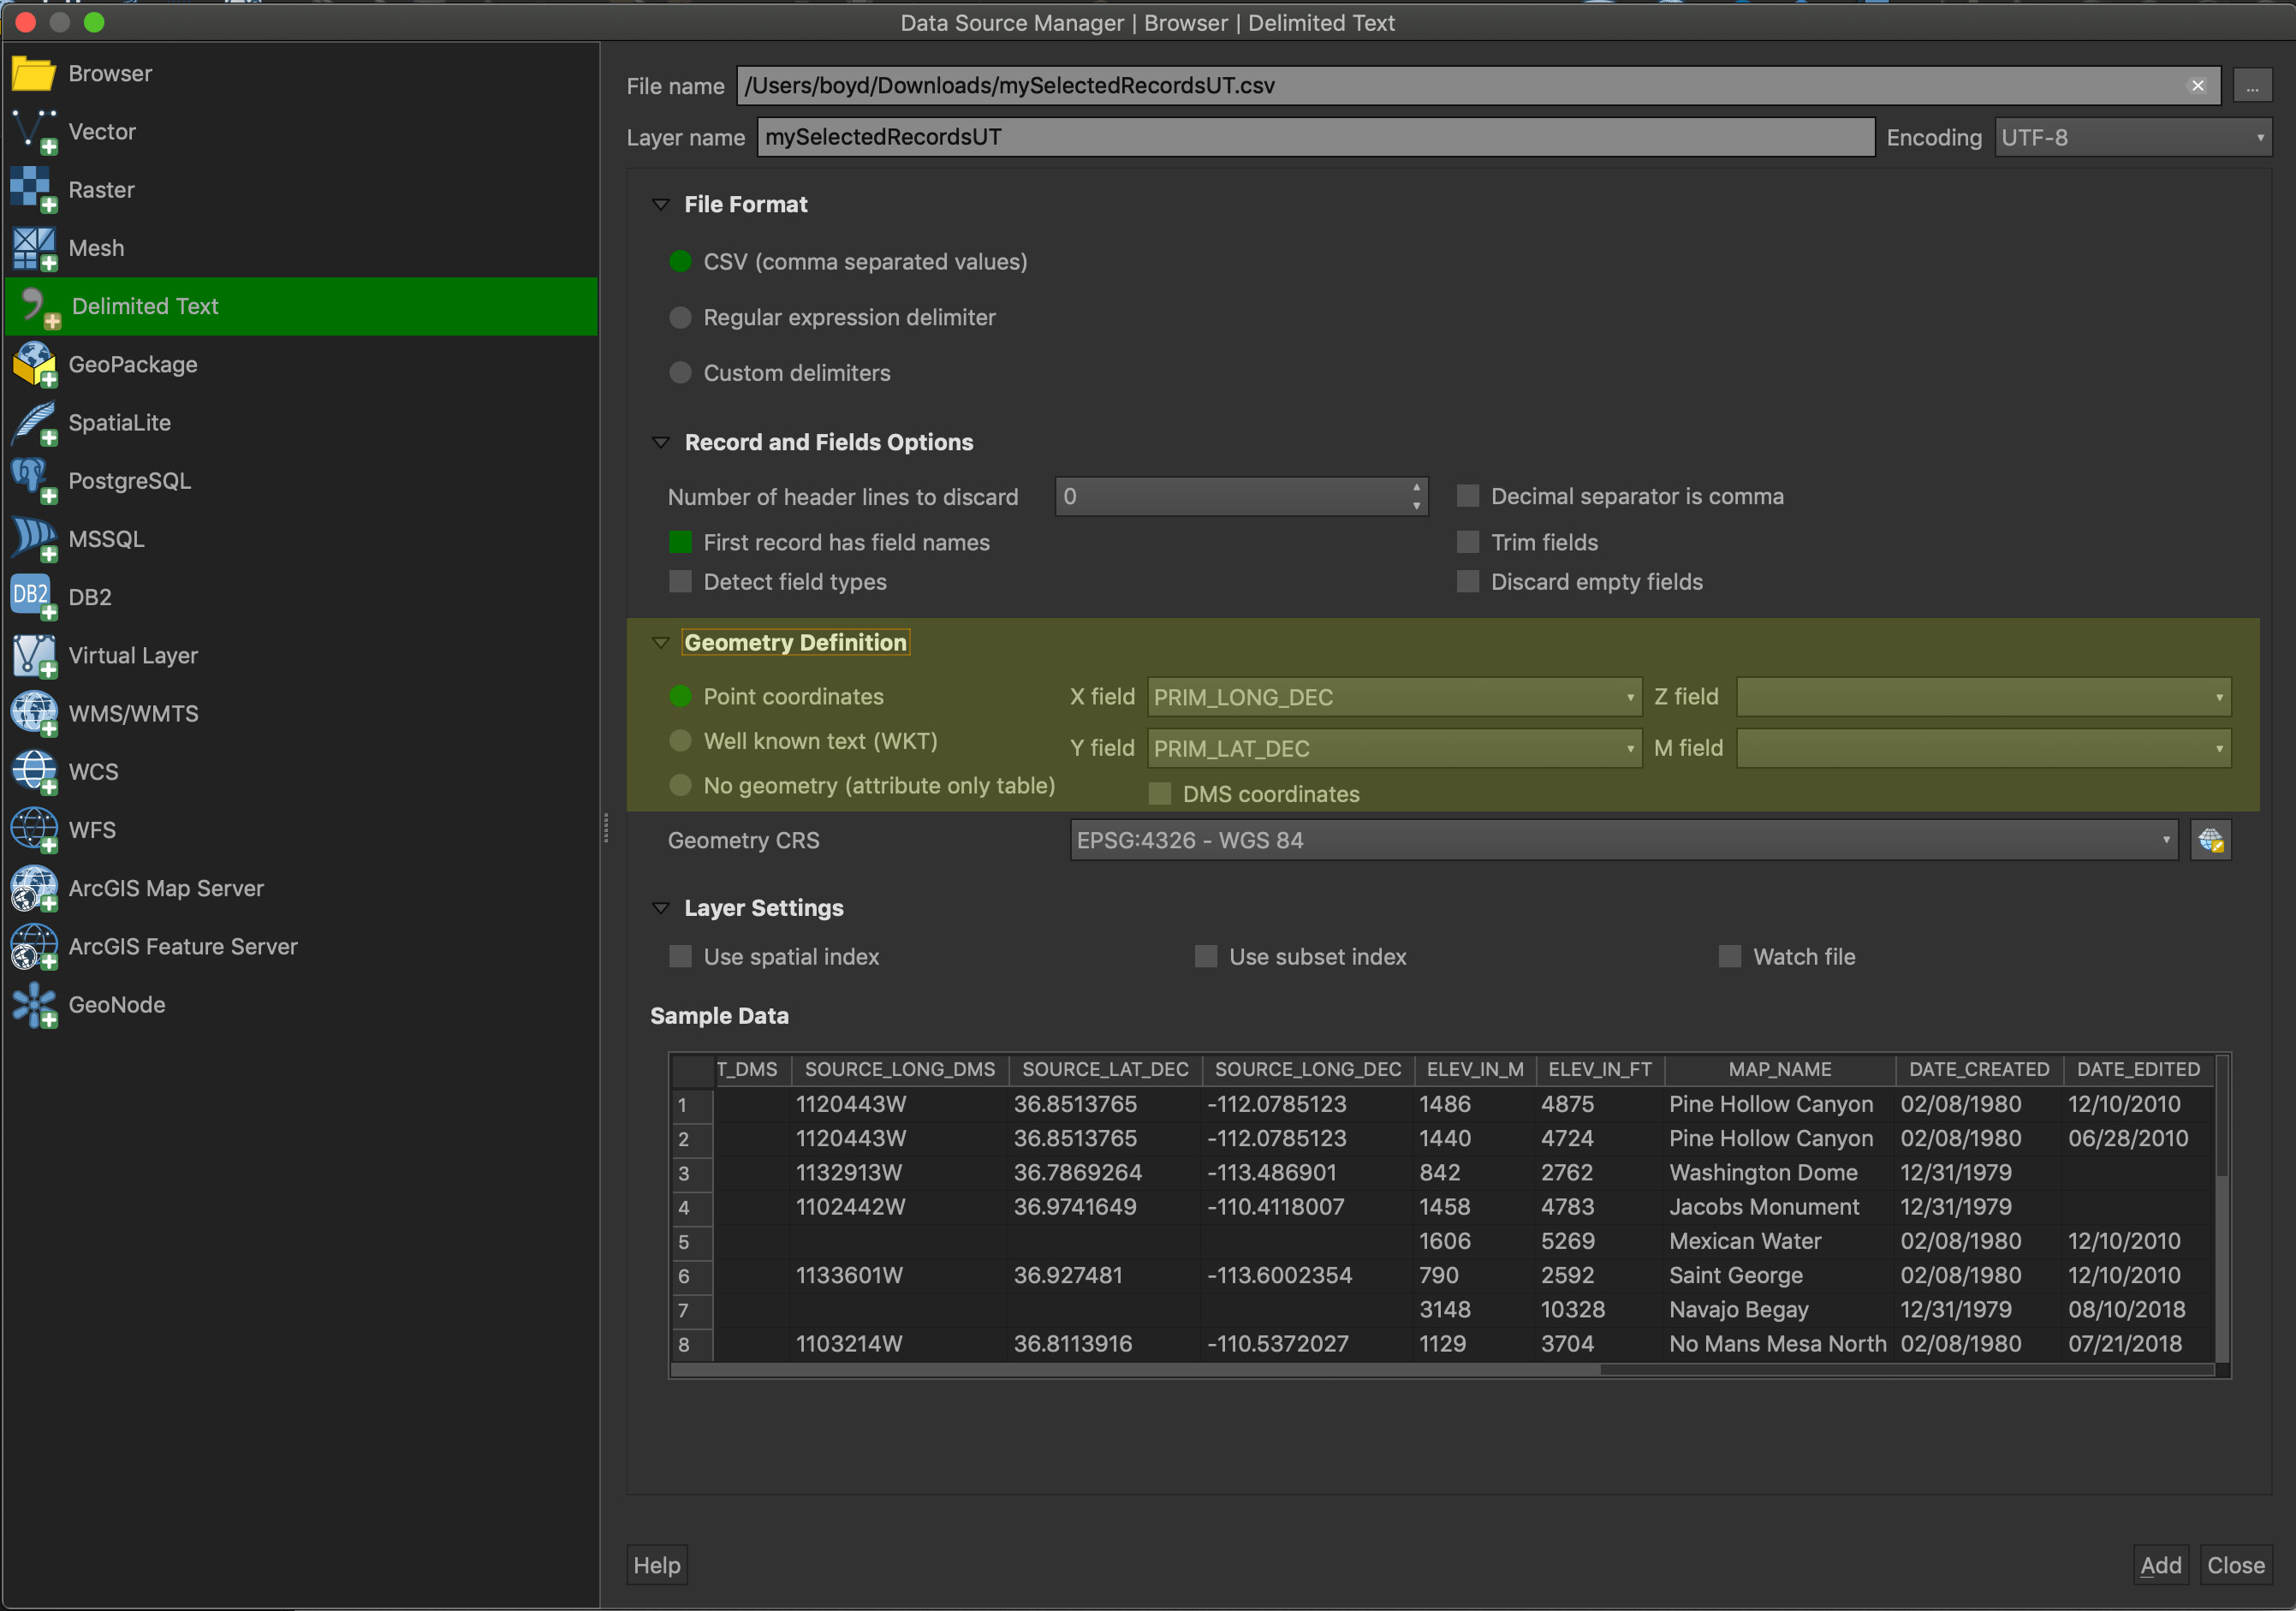 Data Source Manager | Browser | Delimited Text
Browser
Vector
Raster
Mesh
Delimited Text
GeoPackage
SpatiaLite
PostgreSQL
MSSQL
DB2
DB2
Virtual Layer
WMS/WMTS
WCS
WFS
ArcGIS Map Server
ArcGIS Feature Server
GeoNode
File name /Users/boyd/Downloads/mySelectedRecordsUT.csv ...
Layer name mySelectedRecordsUT Encoding UTF-8
File Format
CSV (comma separated values)
Regular expression delimiter
Custom delimiters
Record and Fields Options
Number of header lines to discard 0 Decimal separator is comma
First record has field names Trim fields
Detect field types Discard empty fields
Geometry Definition
Point coordinates X field PRIM_LONG_DEC Z field
Well known text (WKT) Y field PRIM_LAT_DEC M field
No geometry (attribute only table) DMS coordinates
Geometry CRS EPSG:4326 - WGS 84
Layer Settings
Use spatial index Use subset index Watch file
Sample Data
T_DMS SOURCE_LONG_DMS SOURCE_LAT_DEC SOURCE_LONG_DEC ELEV_IN_M ELEV_IN_FT MAP_NAME DATE_CREATED DATE_EDITED
1 1120443W 36.8513765 -112.0785123 1486 4875 Pine Hollow Canyon 02/08/1980 12/10/2010
2 1120443W 36.8513765 -112.0785123 1440 4724 Pine Hollow Canyon 02/08/1980 06/28/2010
3 1132913W 36.7869264 -113.486901 842 2762 Washington Dome 12/31/1979
4 1102442W 36.9741649 -110.4118007 1458 4783 Jacobs Monument 12/31/1979
5 1606 5269 Mexican Water 02/08/1980 12/10/2010
6 1133601W 36.927481 -113.6002354 790 2592 Saint George 02/08/1980 12/10/2010
7 3148 10328 Navajo Begay 12/31/1979 08/10/2018
8 1103214W 36.8113916 -110.5372027 1129 3704 No Mans Mesa North 02/08/1980 07/21/2018
Help Add Close